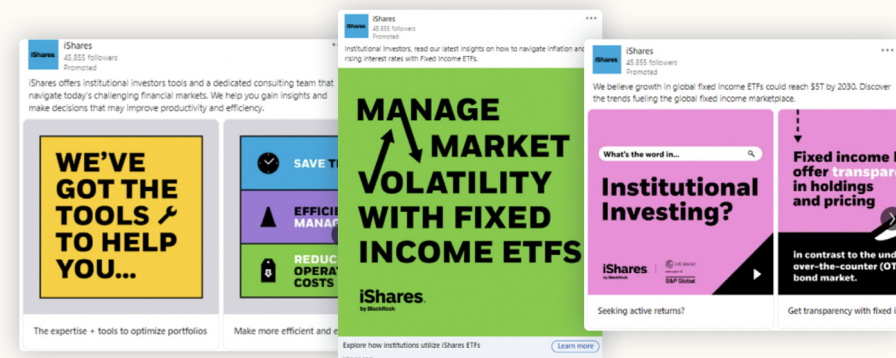 iShares
iShares
45,855 followers
Promoted
iShares offers institutional investors tools and a dedicated consulting team that
navigate today's challenging financial markets. We help you gain insights and
make decisions that may improve productivity and efficiency.
WE'VE
GOT THE
TOOLS
TO HELP
YOU...
The expertise + tools to optimize portfolios
SAVE
EFFICI
MANAG
REDUC
OPERA
COSTS
Make more efficient and e
iShares
iShares
45,855 followers
Promoted
Institutional Investors, read our latest insights on how to navigate inflation and
rising interest rates with Fixed Income ETFs.
MANAGE
MARKET
VOLATILITY
WITH FIXED
INCOME ETFS
iShares.
by BlackRock
Explore how institutions utilize iShares ETFs
Learn more
iShares
iShares
45,855 followers
Promoted
We believe growth in global fixed income ETFs could reach $5T by 2030. Discover
the trends fueling the global fixed income marketplace.
What's the word in...
Institutional
Investing?
iShares.
by BlackRock
S&P Global
Seeking active returns?
Fixed income
offer transpare
in holdings
and pricing
in contrast to the und
over-the-counter (OT
bond market.
Get transparency with fixed i